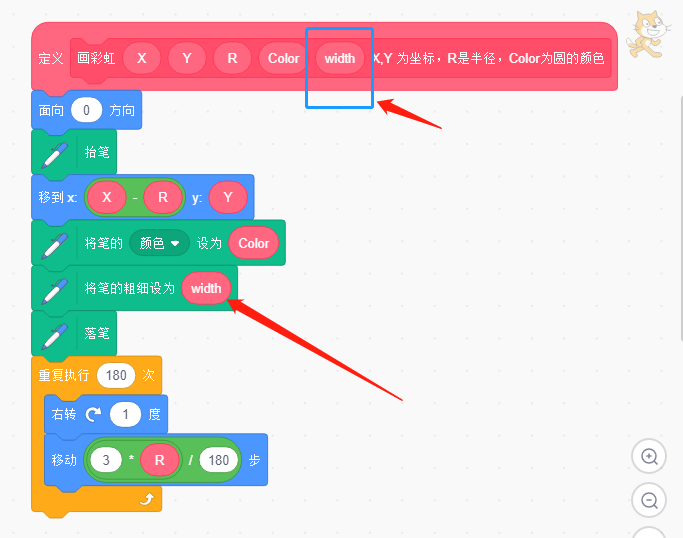 定义 画彩虹 X Y R Color width X,Y 为坐标，R是半径，Color为圆的颜色
面向 0 方向
抬笔
移到 x: X - R y: Y
将笔的 颜色 设为 Color
将笔的粗细设为 width
落笔
重复执行 180 次
右转 1 度
移动 3 * R / 180 步